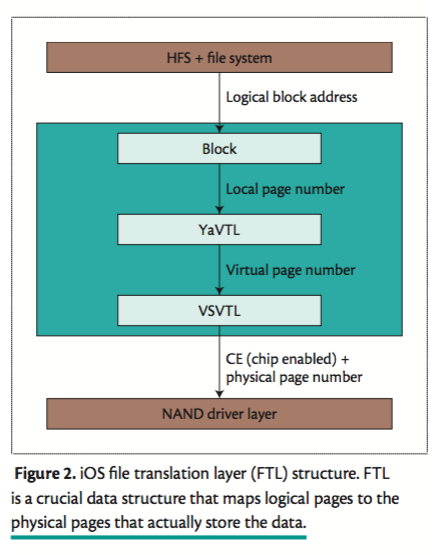 HFS + file system
Logical block address
Block
Local page number
YaVTL
Virtual page number
VSVTL
CE (chip enabled) +
physical page number
NAND driver layer
Figure 2. iOS file translation layer (FTL) structure. FTL
is a crucial data structure that maps logical pages to the
physical pages that actually store the data.